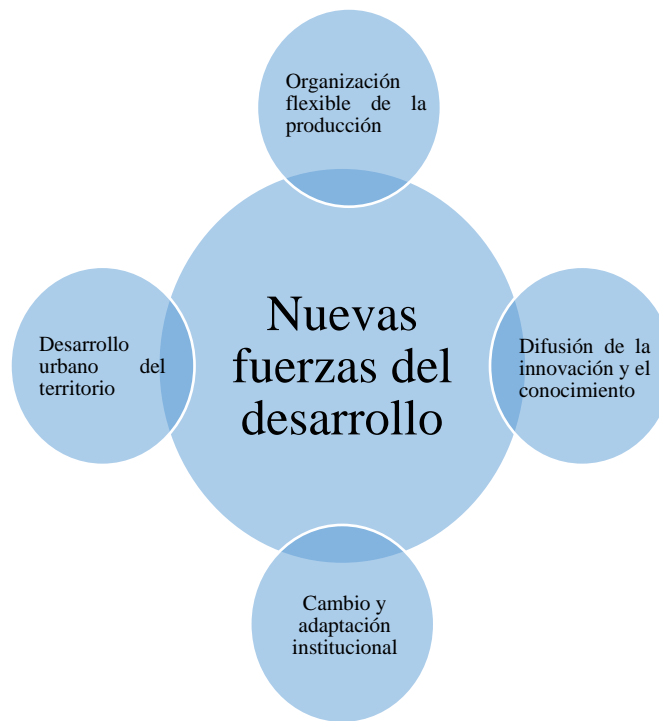 Organización
flexible de la
producción
Nuevas
fuerzas del
desarrollo
Desarrollo
urbano del
territorio
Difusión de la
innovación y el
conocimiento
Cambio y
adaptación
institucional